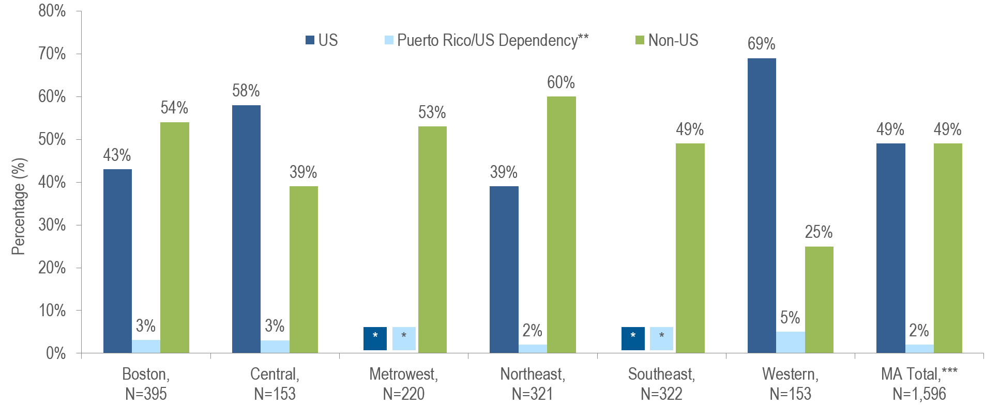 80%
70%
60%
50%
40%
30%
20%
10%
0%
Percentage (%)
US
Puerto Rico/US Dependency**
Non-US
43%
3%
54%
58%
3%
39%
*
*
53%
39%
2%
60%
*
*
49%
69%
5%
25%
49%
2%
49%
Boston,
N=395
Central,
N=153
Metrowest,
N=220
Northeast,
N=321
Southeast,
N=322
Western,
N=153
MA Total,***
N=1,596